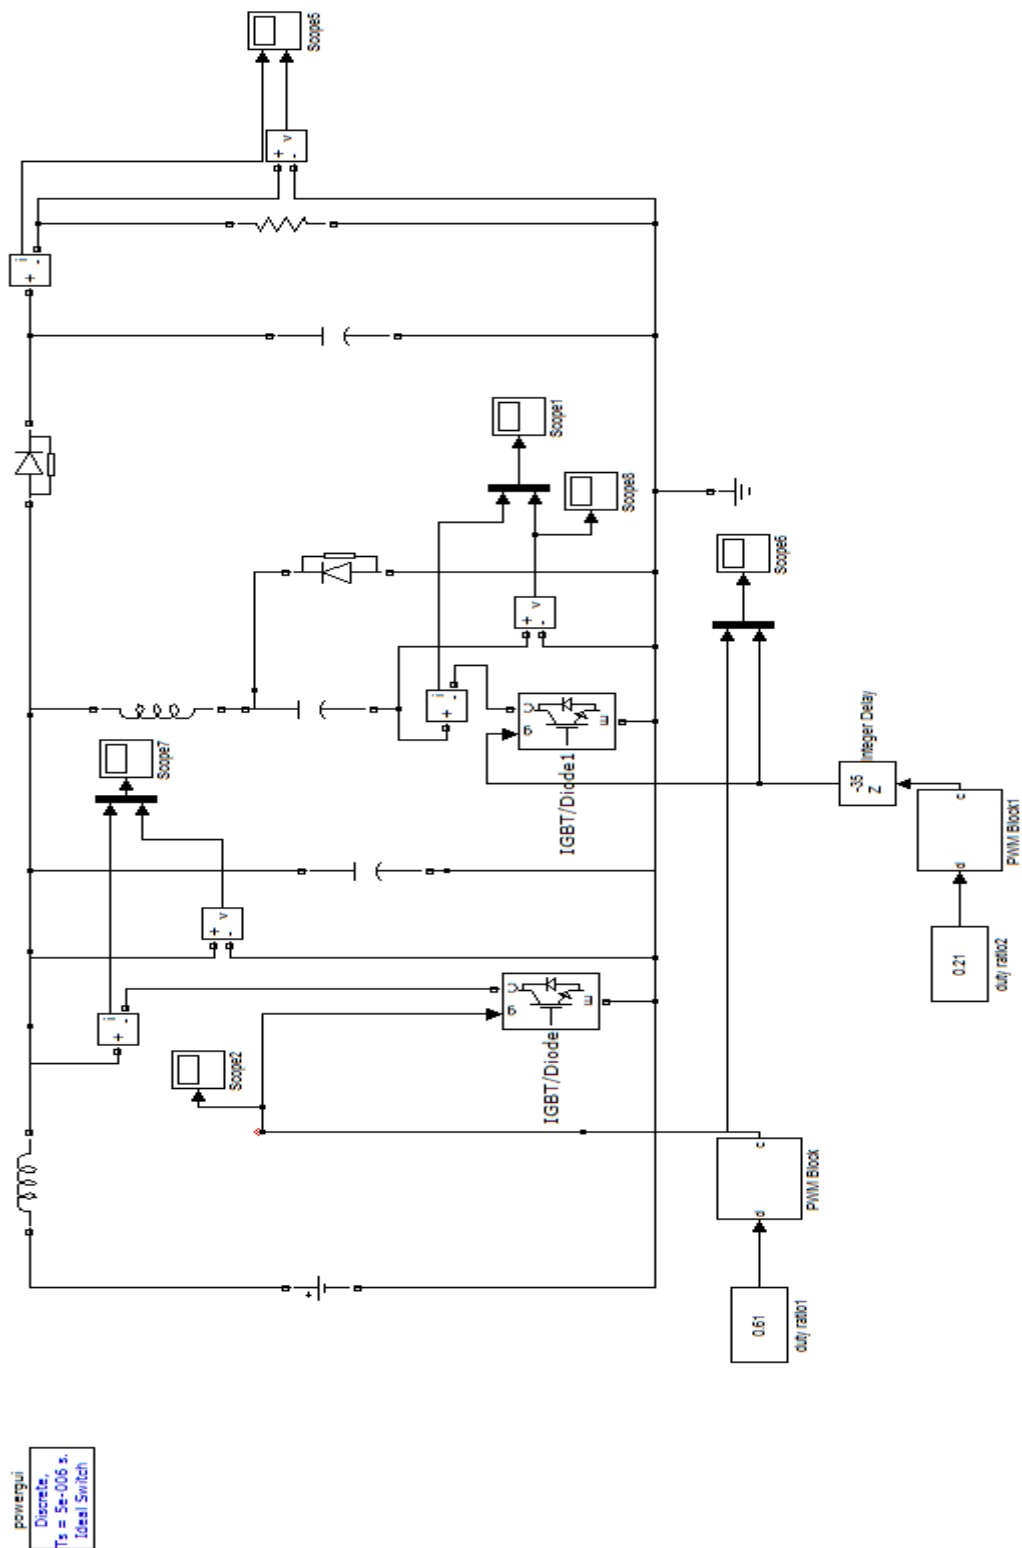 powergui
Discrete,
Ts = 5e-006 s.
Ideal Switch
+
i
+
-
Scope2
+
-
v
Scope7
g
C
E
IGBT/Diode
0.61
duty ratio1
d
c
PWM Block
0.21
duty ratio2
d
c
PWM Block1
-35
Z
Integer Delay
i
+
-
g
C
E
IGBT/Diode1
+
-
v
Scope8
Scope1
Scope6
i
+
-
+
-
v
Scope5